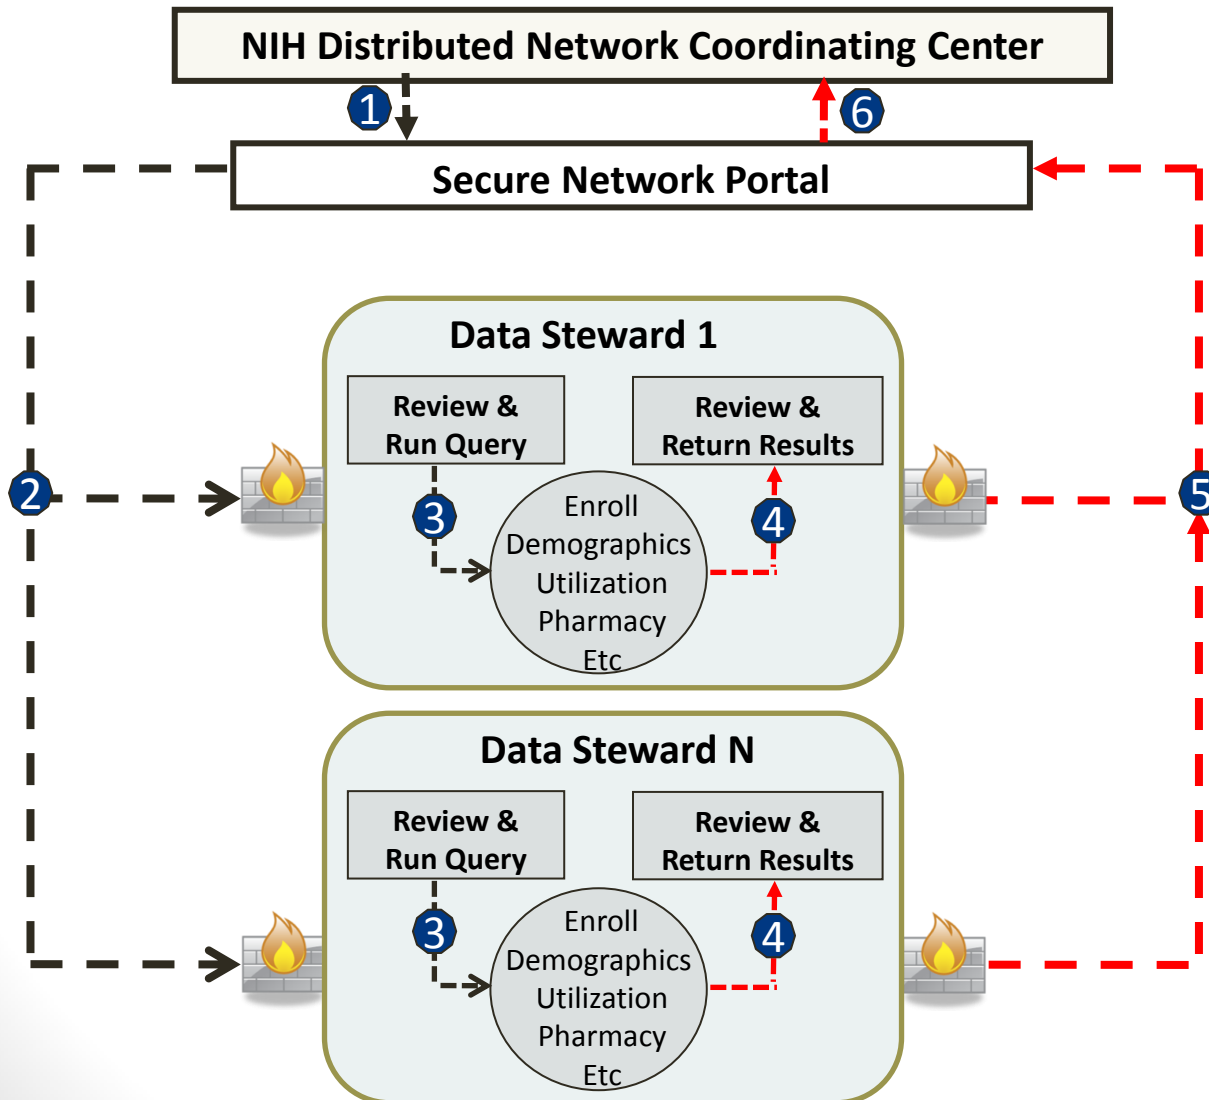 NIH Distributed Network Coordinating Center
1
6
Secure Network Portal
Data Steward 1
Review &
Run Query
Review &
Return Results
2
3
Enroll
Demographics
Utilization
Pharmacy
Etc
4
5
Data Steward N
Review &
Run Query
Review &
Return Results
3
Enroll
Demographics
Utilization
Pharmacy
Etc
4